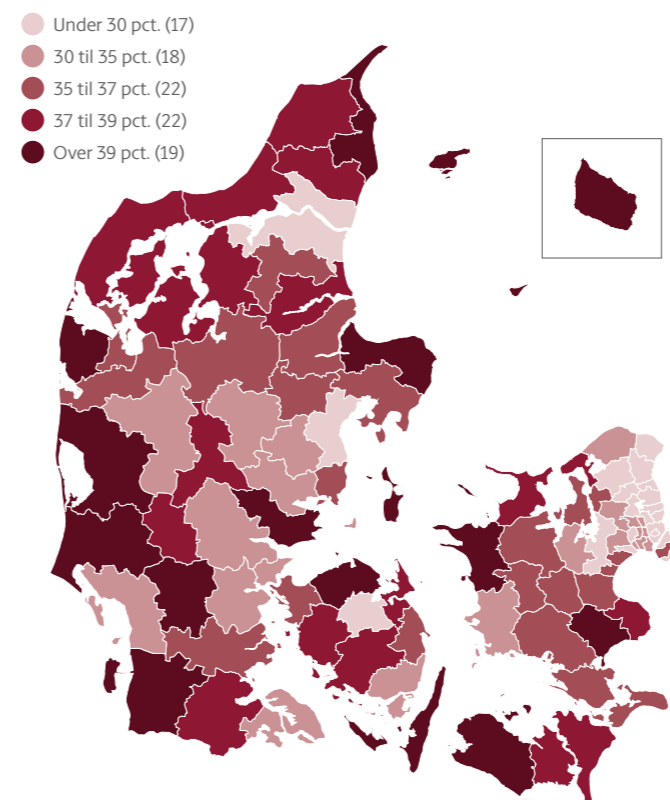 Under 30 pct. (17)
30 til 35 pct. (18)
35 til 37 pct. (22)
37 til 39 pct. (22)
Over 39 pct. (19)